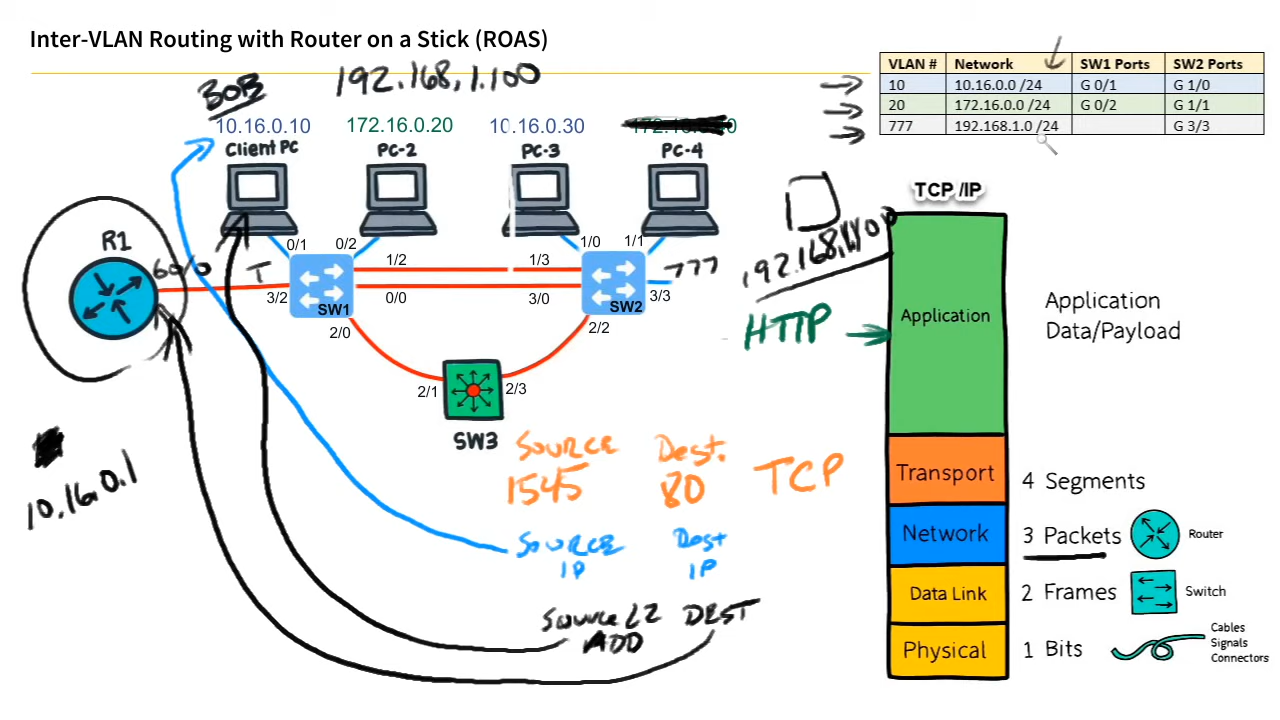 Inter-VLAN Routing with Router on a Stick (ROAS)
VLAN # Network SW1 Ports SW2 Ports
10 10.16.0.0 /24 G 0/1 G 1/0
20 172.16.0.0 /24 G 0/2 G 1/1
777 192.168.1.0 /24 G 3/3
BOB 192.168.1.100
10.16.0.10 172.16.0.20 10.16.0.30
Client PC PC-2 PC-3 PC-4
TCP /IP
R1
0/1 0/2 1/2 1/3 1/0 1/1
T 777
3/2 SW1 0/0 3/0 SW2 3/3
2/0 2/2
2/1 2/3
SW3
10.16.0.1
HTTP
Application
Application
Data/Payload
Source Dest.
1545 80 TCP
Transport 4 Segments
Source Dest
IP IP
Network 3 Packets Router
Source L2 DEST
ADD
Data Link 2 Frames Switch
Physical 1 Bits
Cables
Signals
Connectors